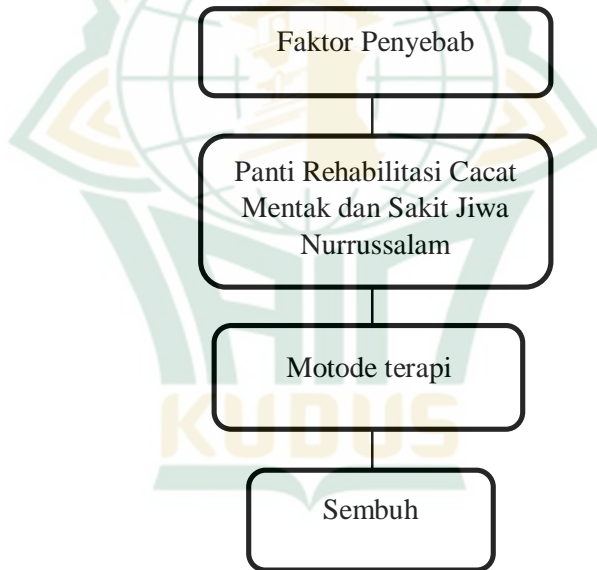 Faktor Penyebab
Panti Rehabilitasi Cacat
Mentak dan Sakit Jiwa
Nurrussalam
Motode terapi
KUDUS
Sembuh